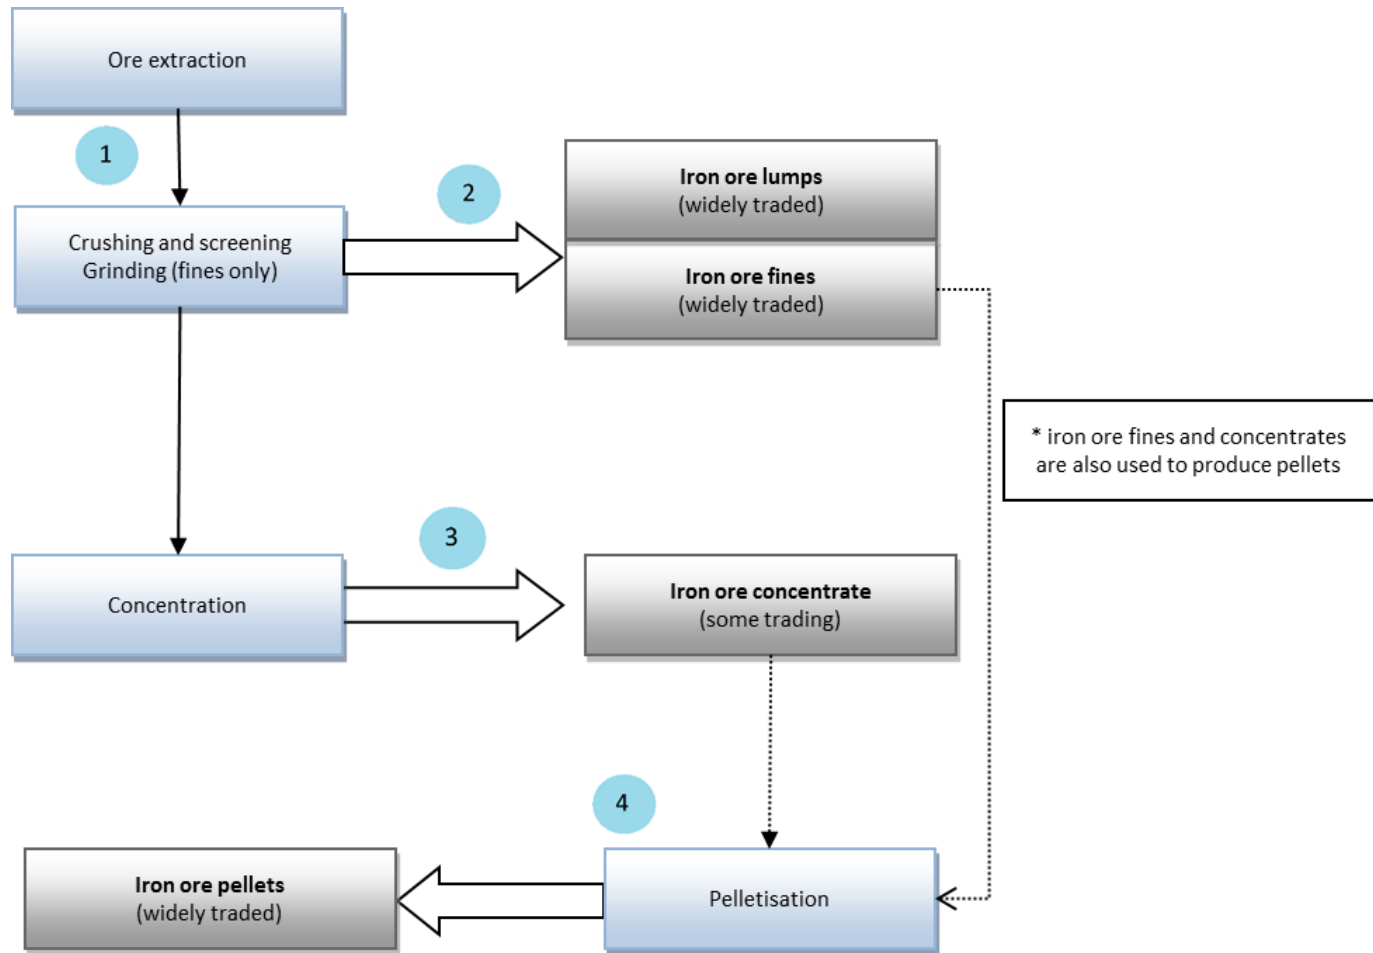 Ore extraction
1
2
Iron ore lumps
(widely traded)
Crushing and screening
Grinding (fines only)
Iron ore fines
(widely traded)
* iron ore fines and concentrates
are also used to produce pellets
3
Concentration
Iron ore concentrate
(some trading)
4
Iron ore pellets
(widely traded)
Pelletisation